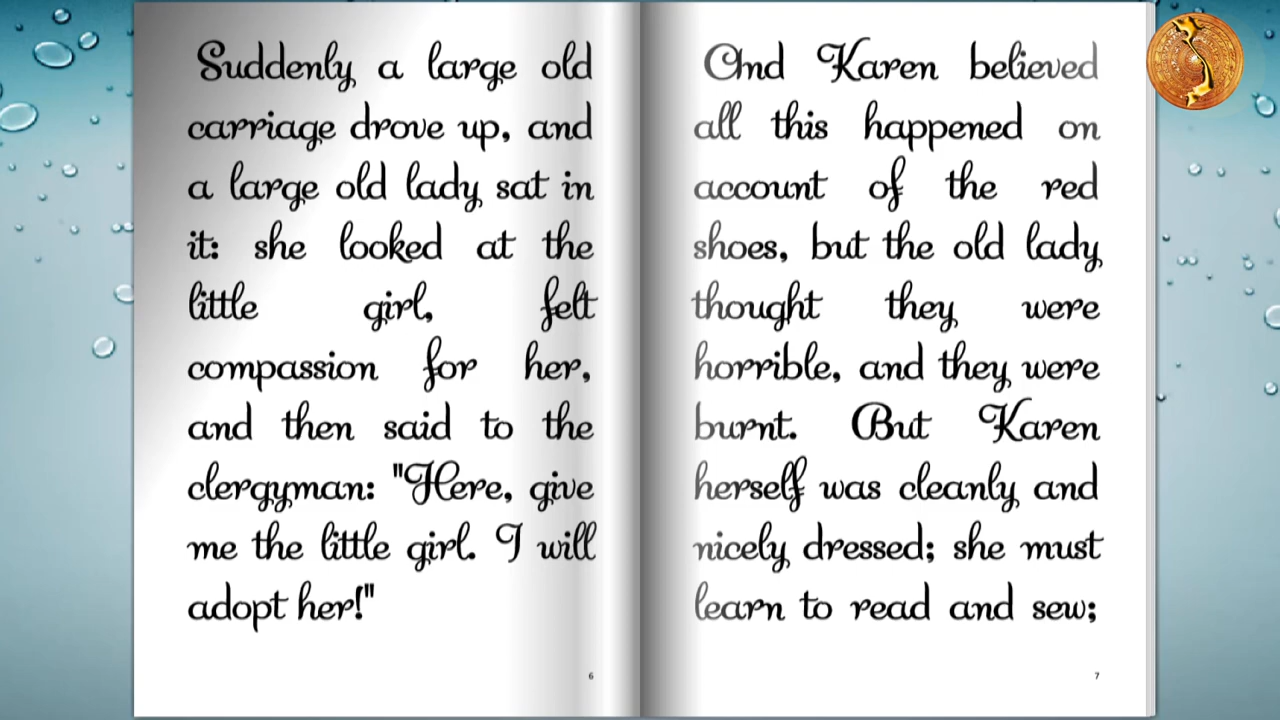 Suddenly a large old
carriage drove up, and
a large old lady sat in
it: she looked at the
little girl, felt
compassion for her,
and then said to the
clergyman: "Here, give
me the little girl. I will
adopt her!"
6
And Karen believed
all this happened on
account of the red
shoes, but the old lady
thought they were
horrible, and they were
burnt. But Karen
herself was cleanly and
nicely dressed; she must
learn to read and sew;
7